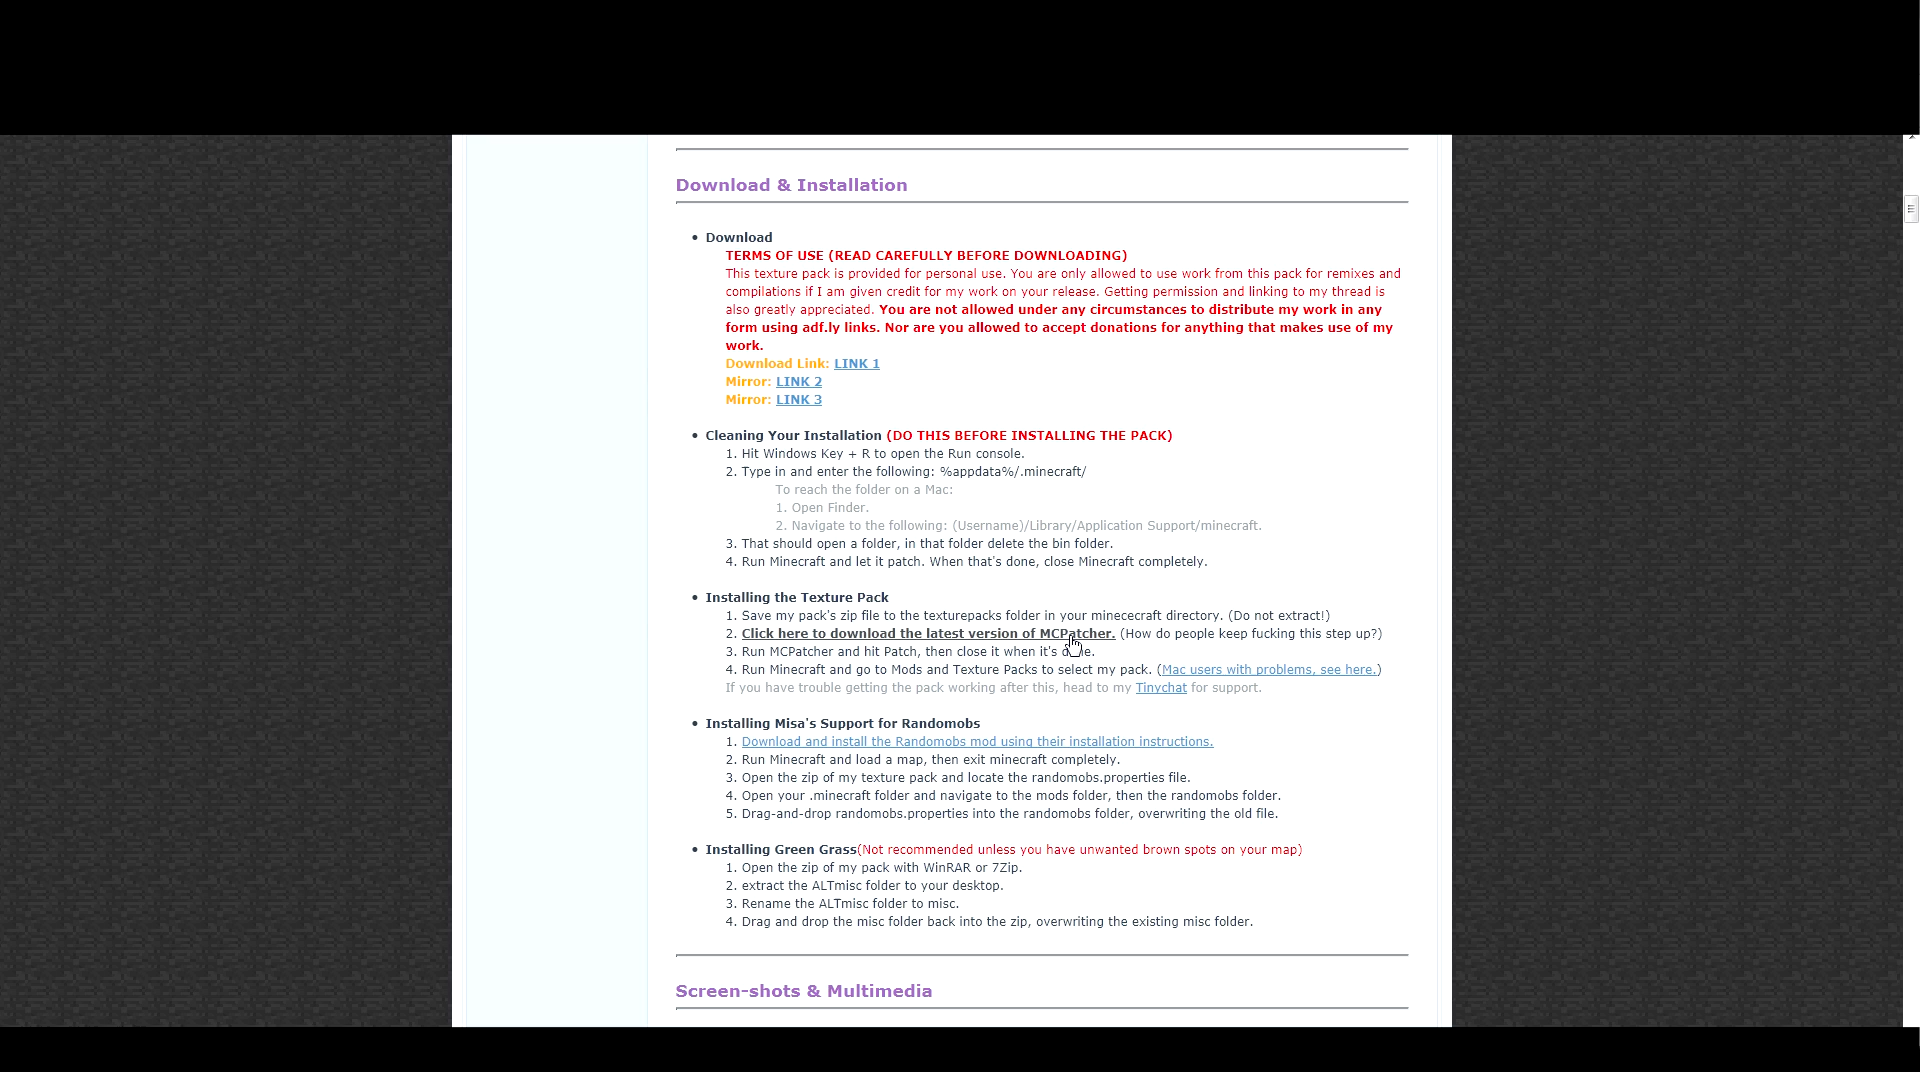 Download & Installation
• Download
TERMS OF USE (READ CAREFULLY BEFORE DOWNLOADING)
This texture pack is provided for personal use. You are only allowed to use work from this pack for remixes and
compilations if I am given credit for my work on your release. Getting permission and linking to my thread is
also greatly appreciated. You are not allowed under any circumstances to distribute my work in any
form using adf.ly links. Nor are you allowed to accept donations for anything that makes use of my
work.
Download Link: LINK 1
Mirror: LINK 2
Mirror: LINK 3
• Cleaning Your Installation (DO THIS BEFORE INSTALLING THE PACK)
1. Hit Windows Key + R to open the Run console.
2. Type in and enter the following: %appdata%/.minecraft/
To reach the folder on a Mac:
1. Open Finder.
2. Navigate to the following: (Username)/Library/Application Support/minecraft.
3. That should open a folder, in that folder delete the bin folder.
4. Run Minecraft and let it patch. When that's done, close Minecraft completely.
• Installing the Texture Pack
1. Save my pack's zip file to the texturepacks folder in your minececraft directory. (Do not extract!)
2. Click here to download the latest version of MCPatcher. (How do people keep fucking this step up?)
3. Run MCPatcher and hit Patch, then close it when it's done.
4. Run Minecraft and go to Mods and Texture Packs to select my pack. (Mac users with problems, see here.)
If you have trouble getting the pack working after this, head to my Tinychat for support.
• Installing Misa's Support for Randomobs
1. Download and install the Randomobs mod using their installation instructions.
2. Run Minecraft and load a map, then exit minecraft completely.
3. Open the zip of my texture pack and locate the randomobs.properties file.
4. Open your .minecraft folder and navigate to the mods folder, then the randomobs folder.
5. Drag-and-drop randomobs.properties into the randomobs folder, overwriting the old file.
• Installing Green Grass(Not recommended unless you have unwanted brown spots on your map)
1. Open the zip of my pack with WinRAR or 7Zip.
2. extract the ALTmisc folder to your desktop.
3. Rename the ALTmisc folder to misc.
4. Drag and drop the misc folder back into the zip, overwriting the existing misc folder.
Screen-shots & Multimedia